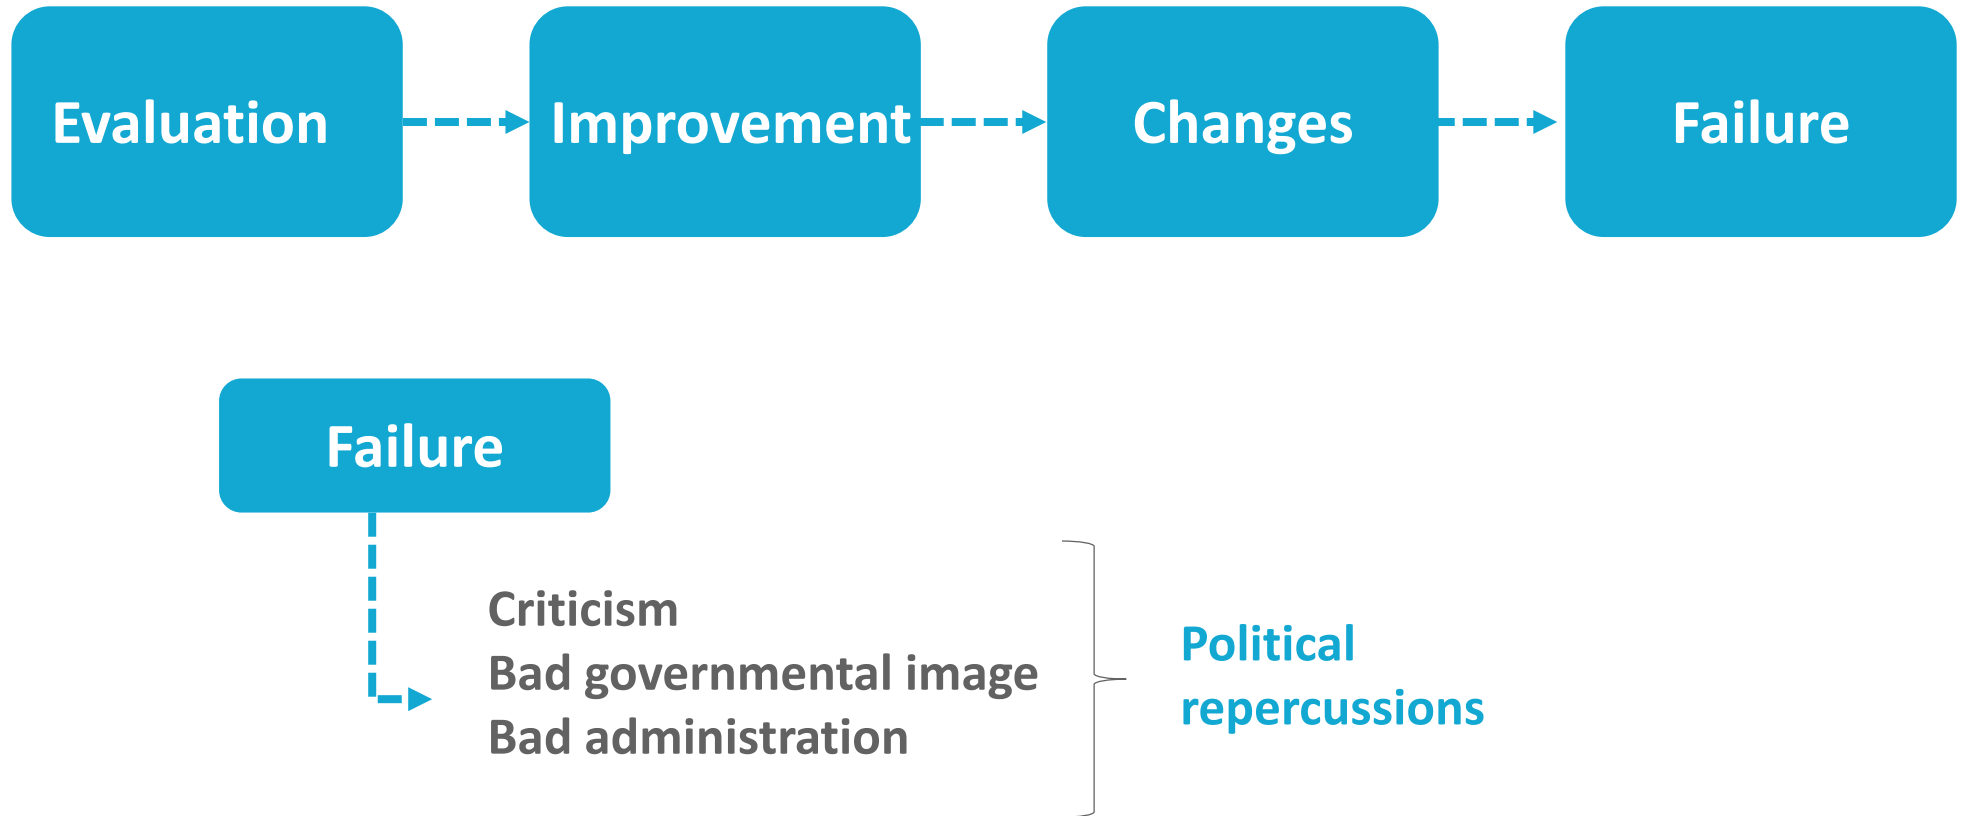 Evaluation
Improvement
Changes
Failure
Failure
Criticism
Bad governmental image
Bad administration
Political
repercussions